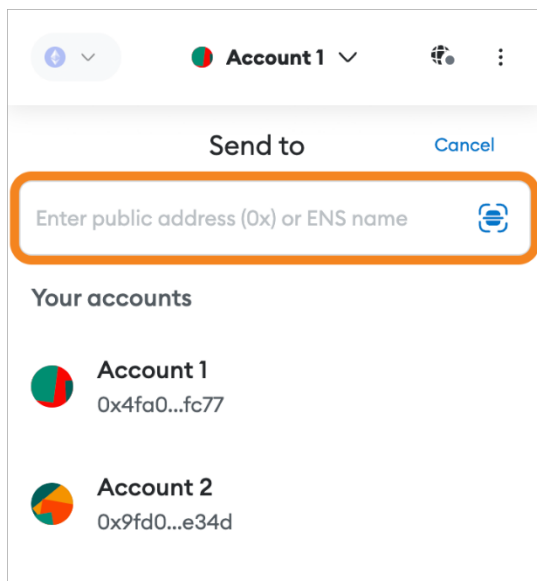 Account 1
Send to Cancel
Enter public address (0x) or ENS name
Your accounts
Account 1
0x4fa0...fc77
Account 2
0x9fd0...e34d